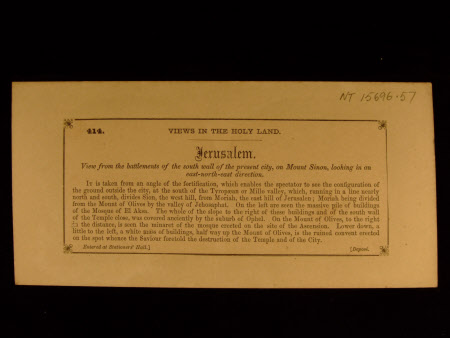 NT 15696-57
414. VIEWS IN THE HOLY LAND.
Jerusalem.
View from the battlements of the south wall of the present city, on Mount Sinon, looking in an
east-north-east direction.
It is taken from an angle of the fortification, which enables the spectator to see the configuration of
the ground outside the city, at the south of the Tyropœan or Mills valley, which, running in a line nearly
north and south, divides Sion, the west hill, from Moriah, the east hill of Jerusalem; Moriah being divided
from the Mount of Olives by the valley of Jehosaphat. On the left are seen the massive pile of buildings
of the Mosque of El Aksa. The whole of the slope to the right of these buildings and of the south wall
of the Temple close, was covered anciently by the suburb of Ophel. On the Mount of Olives, to the right
in the distance, is seen the minaret of the mosque erected on the site of the Ascension. Lower down, a
little to the left, a white mass of buildings, half way up the Mount of Olives, is the ruined convent erected
on the spot whence the Saviour foretold the destruction of the Temple and of the City.
Entered at Stationers' Hall.] [Copied.